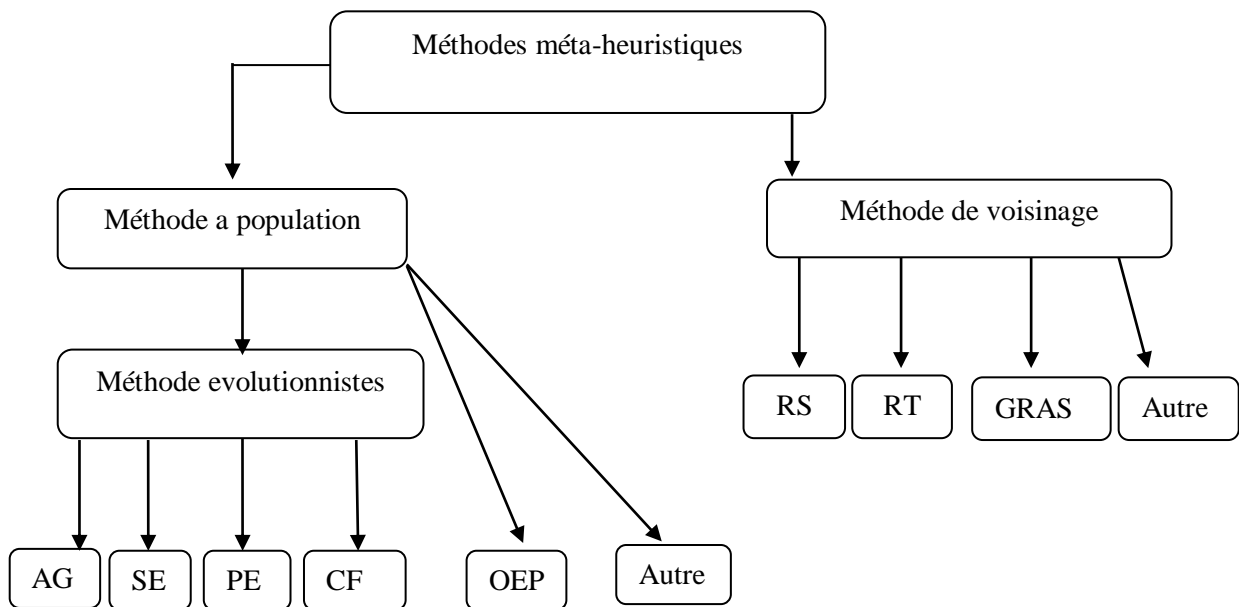 Méthodes méta-heuristiques
Méthode a population
Méthode de voisinage
Méthode evolutionnistes
RS
RT
GRAS
Autre
AG
SE
PE
CF
OEP
Autre